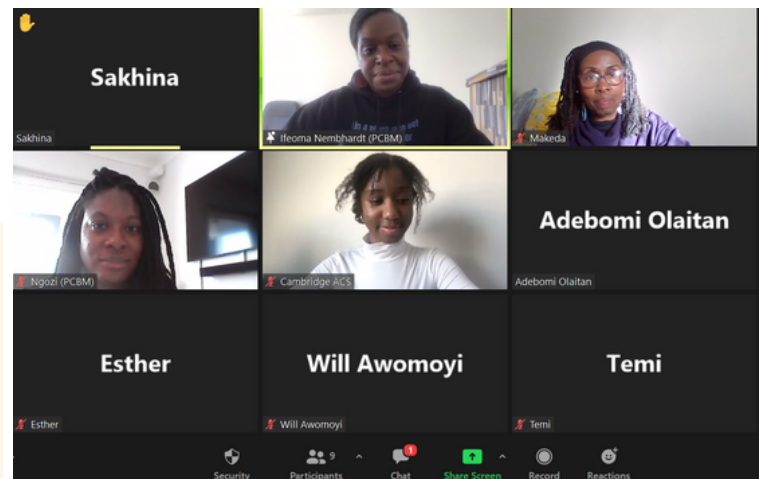 Sakhina
Sakhina
Ifeoma Nembhardt (PCBM)
Makeda
Ngozi (PCBM)
Cambridge ACS
Adebomi Olaitan
Adebomi Olaitan
Esther
Esther
Will Awomoyi
Will Awomoyi
Temi
Temi
Security
Participants
9
Chat
1
Share Screen
Record
Reactions